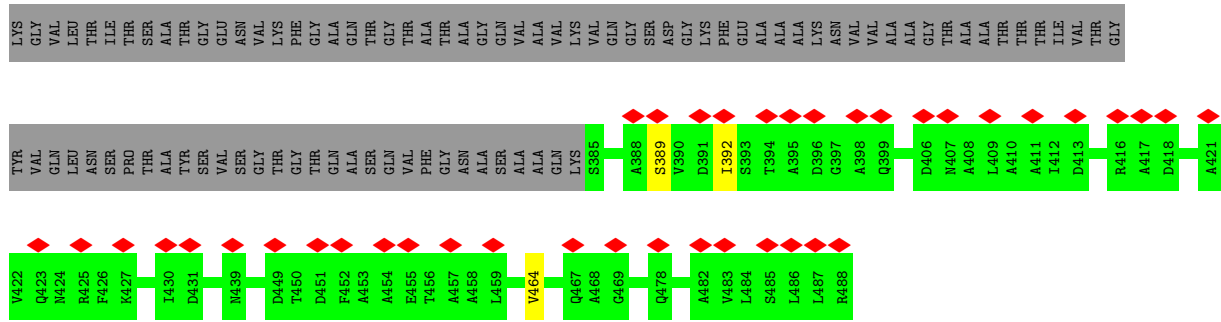 LYS GLY VAL LEU THR ILE THR SER ALA THR GLY GLU ASN VAL LYS PHE GLY ALA GLN THR GLY THR ALA THR ALA GLY GLN VAL ALA VAL LYS VAL GLN GLY SER ASP GLY LYS PHE GLU ALA ALA ALA LYS ASN VAL VAL ALA ALA GLY THR ALA ALA THR THR THR ILE VAL THR GLY
TYR VAL GLN LEU ASN SER PRO THR ALA TYR SER VAL SER GLY THR GLY THR GLN ALA SER GLN VAL PHE GLY ASN ALA SER ALA ALA GLN LYS S385 A388 S389 V390 D391 I392 S393 T394 A395 D396 G397 A398 Q399 D406 N407 A408 L409 A410 A411 I412 D413 R416 A417 D418 A421
V422 Q423 N424 R425 F426 K427 I430 D431 N439 D449 T450 D451 F452 A453 A454 E455 T456 A457 A458 L459 V464 Q467 A468 G469 Q478 A482 V483 L484 S485 L486 L487 R488